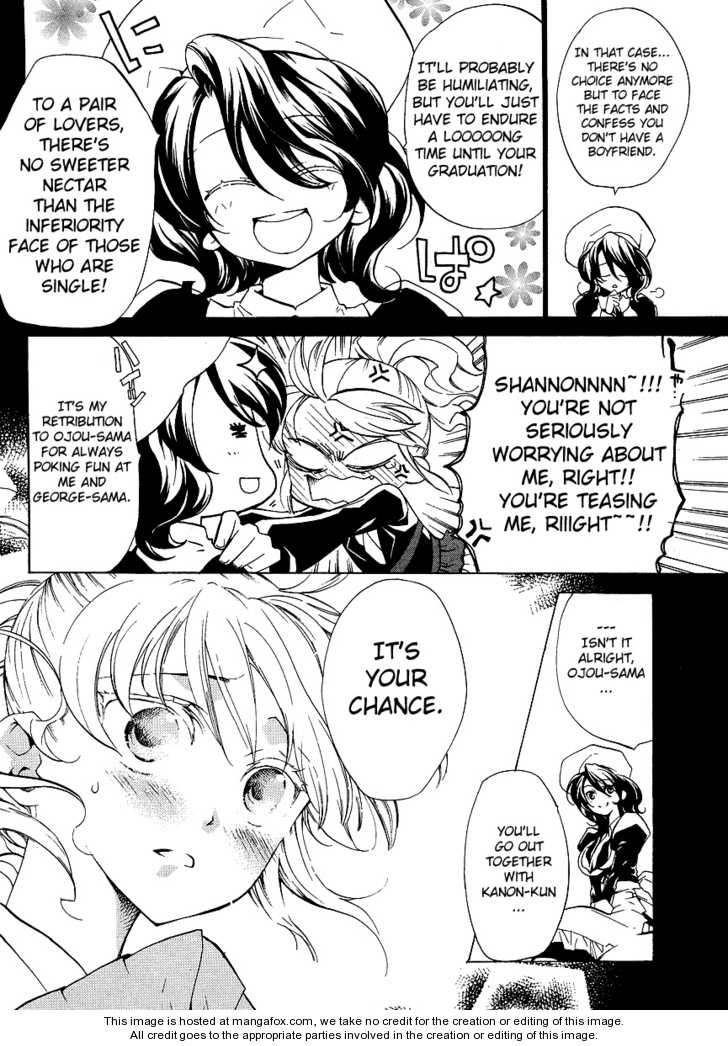 IN THAT CASE...
THERE'S NO
CHOICE ANYMORE
BUT TO FACE
THE FACTS AND
CONFESS YOU
DON'T HAVE A
BOYFRIEND.
IT'LL PROBABLY
BE HUMILIATING,
BUT YOU'LL JUST
HAVE TO ENDURE
A LOOOOONG
TIME UNTIL YOUR
GRADUATION!
に
ぱ
TO A PAIR
OF LOVERS,
THERE'S
NO SWEETER
NECTAR
THAN THE
INFERIORITY
FACE OF THOSE
WHO ARE
SINGLE!
SHANNONNNN~!!!
YOU'RE NOT
SERIOUSLY
WORRYING ABOUT
ME, RIGHT!!
YOU'RE TEASING
ME, RIIIGHT~~!!
IT'S MY
RETRIBUTION
TO OJOU-SAMA
FOR ALWAYS
POKING FUN AT
ME AND
GEORGE-SAMA.
---
ISN'T IT
ALRIGHT,
OJOU-SAMA
...
YOU'LL
GO OUT
TOGETHER
WITH
KANON-KUN
...
IT'S
YOUR
CHANCE.
This image is hosted at mangafox.com, we take no credit for the creation or editing of this image.
All credit goes to the appropriate parties involved in the creation or editing of this image.